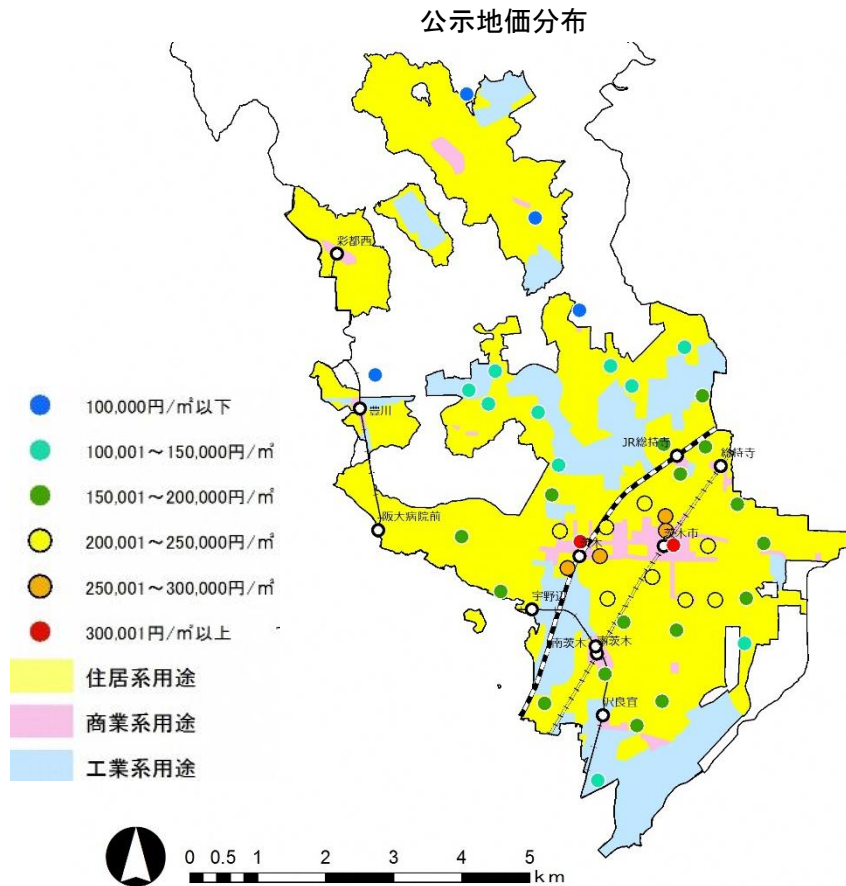 公示地価分布
彩都西
豊川
JR総持寺
総持寺
阪大病院前
茨木市
宇野辺
南茨木
南茨木
沢良宜
100,000円/㎡以下
100,001～150,000円/㎡
150,001～200,000円/㎡
200,001～250,000円/㎡
250,001～300,000円/㎡
300,001円/㎡以上
住居系用途
商業系用途
工業系用途
0 0.5 1 2 3 4 5
km